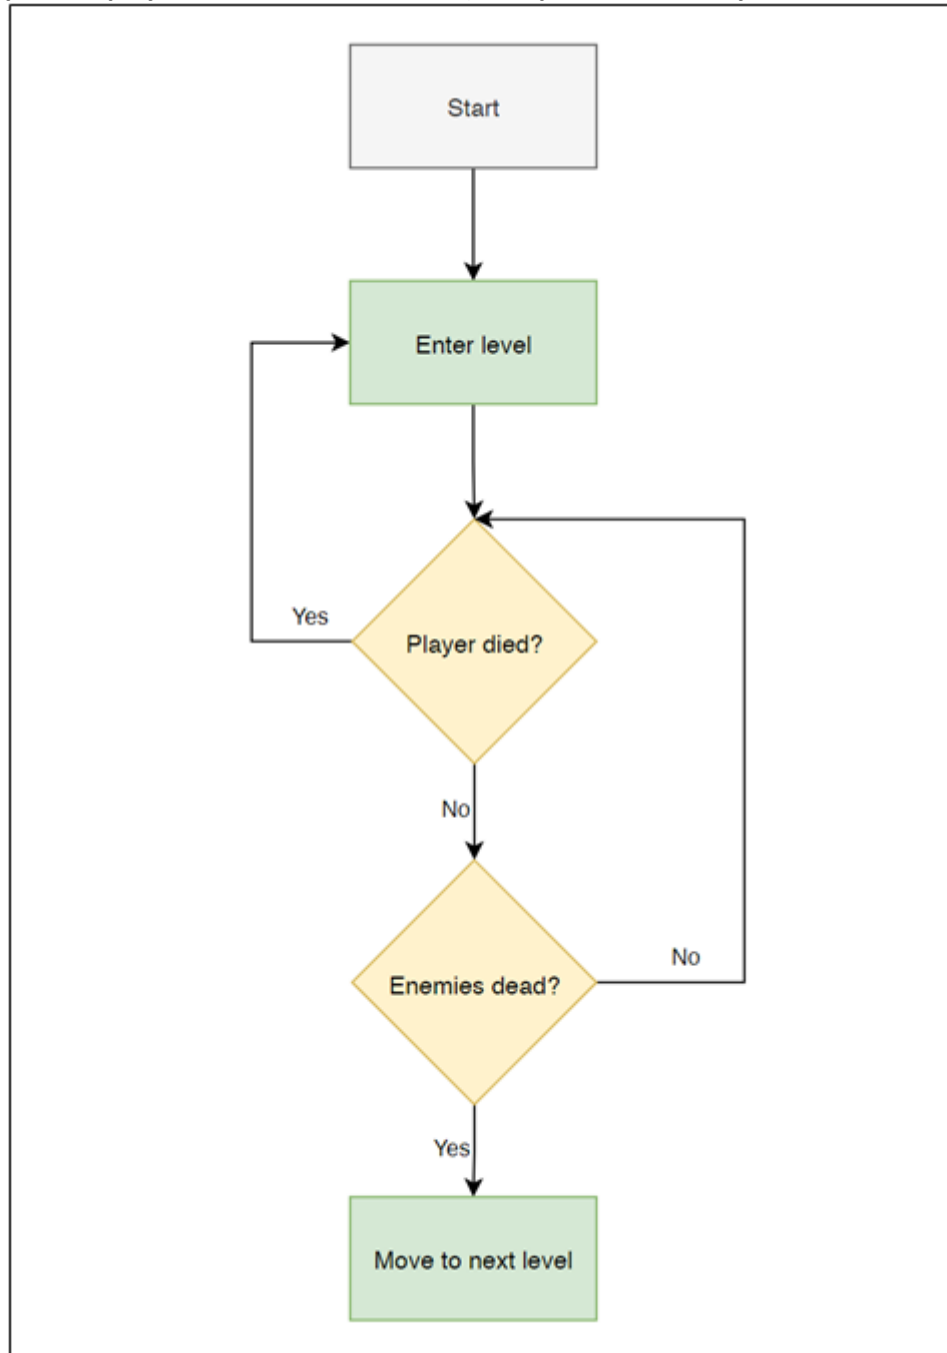 Start
Enter level
Yes
Player died?
No
Enemies dead?
No
Yes
Move to next level